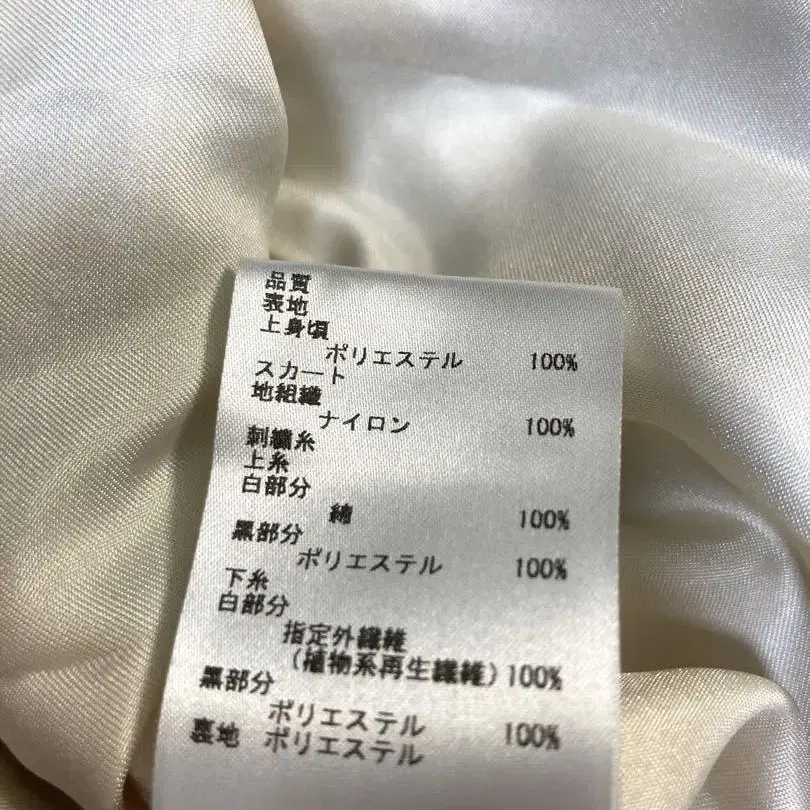 品質
表地
上身頃
ポリエステル 100%
スカート
地組織
ナイロン 100%
刺繍糸
上糸
白部分
綿 100%
黒部分
ポリエステル 100%
下糸
白部分
指定外繊維
(植物系再生繊維) 100%
黒部分
ポリエステル 100%
裏地 ポリエステル